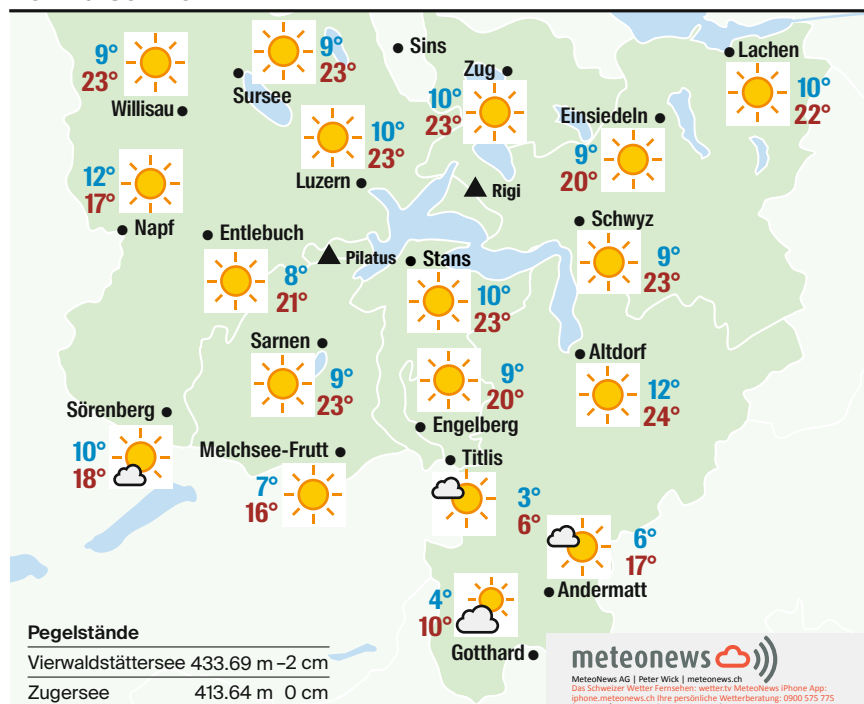 Sins
Lachen
9°
23°
Willisau
9°
23°
Sursee
Zug
10°
23°
10°
22°
Einsiedeln
9°
20°
10°
23°
Luzern
12°
17°
Napf
Rigi
Entlebuch
8°
21°
Pilatus
Stans
10°
23°
Schwyz
9°
23°
Sarnen
9°
23°
9°
20°
Engelberg
Altdorf
12°
24°
Sörenberg
10°
18°
Melchsee-Frutt
7°
16°
Titlis
3°
6°
6°
17°
Andermatt
4°
10°
Gotthard
Pegelstände
Vierwaldstättersee 433.69 m –2 cm
Zugersee 413.64 m 0 cm
meteonews
MeteoNews AG | Peter Wick | meteonews.ch
Das Schweizer Wetter Fernsehen: wetter.tv MeteoNews iPhone App:
iphone.meteonews.ch Ihre persönliche Wetterberatung: 0900 575 775